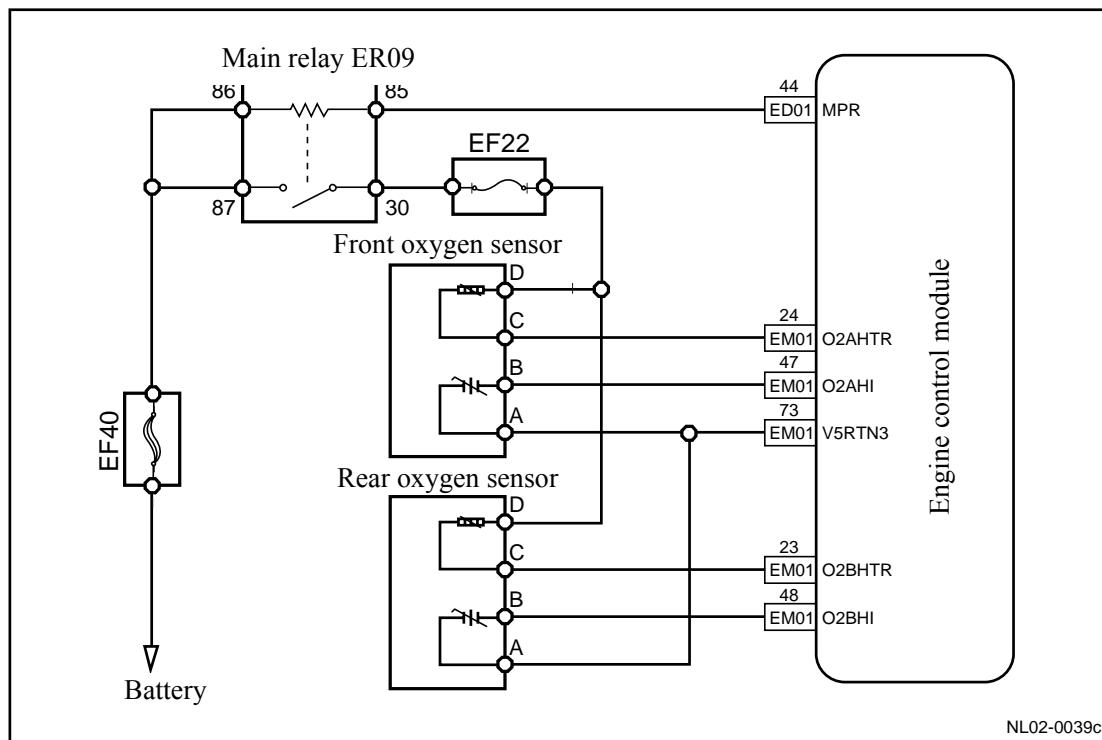 Main relay ER09
86
85
44
ED01 MPR
EF22
87
30
Front oxygen sensor
D
C
24
EM01 O2AHTR
B
47
EM01 O2AHI
A
73
EM01 V5RTN3
EF40
Engine control module
Rear oxygen sensor
D
C
23
EM01 O2BHTR
B
48
EM01 O2BHI
A
Battery
NL02-0039c